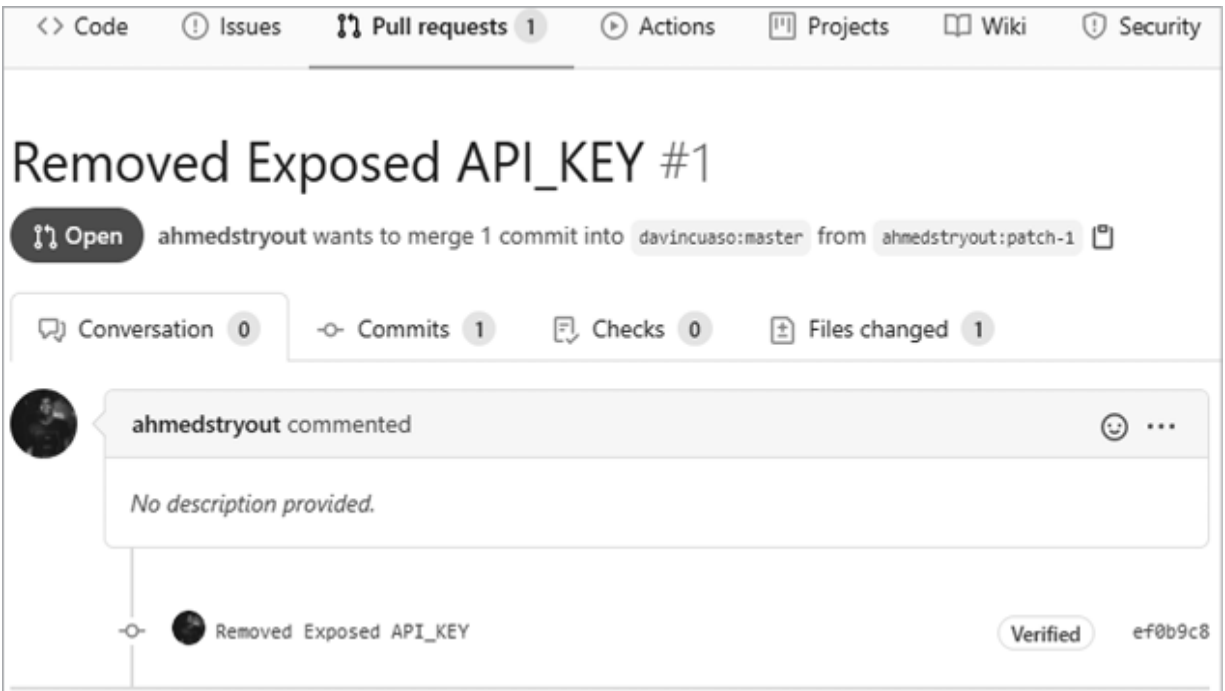 <> Code Issues Pull requests 1 Actions Projects Wiki Security
Removed Exposed API_KEY #1
Open ahmedstryout wants to merge 1 commit into davincuaso:master from ahmedstryout:patch-1
Conversation 0 Commits 1 Checks 0 Files changed 1
ahmedstryout commented
No description provided.
Removed Exposed API_KEY Verified ef0b9c8